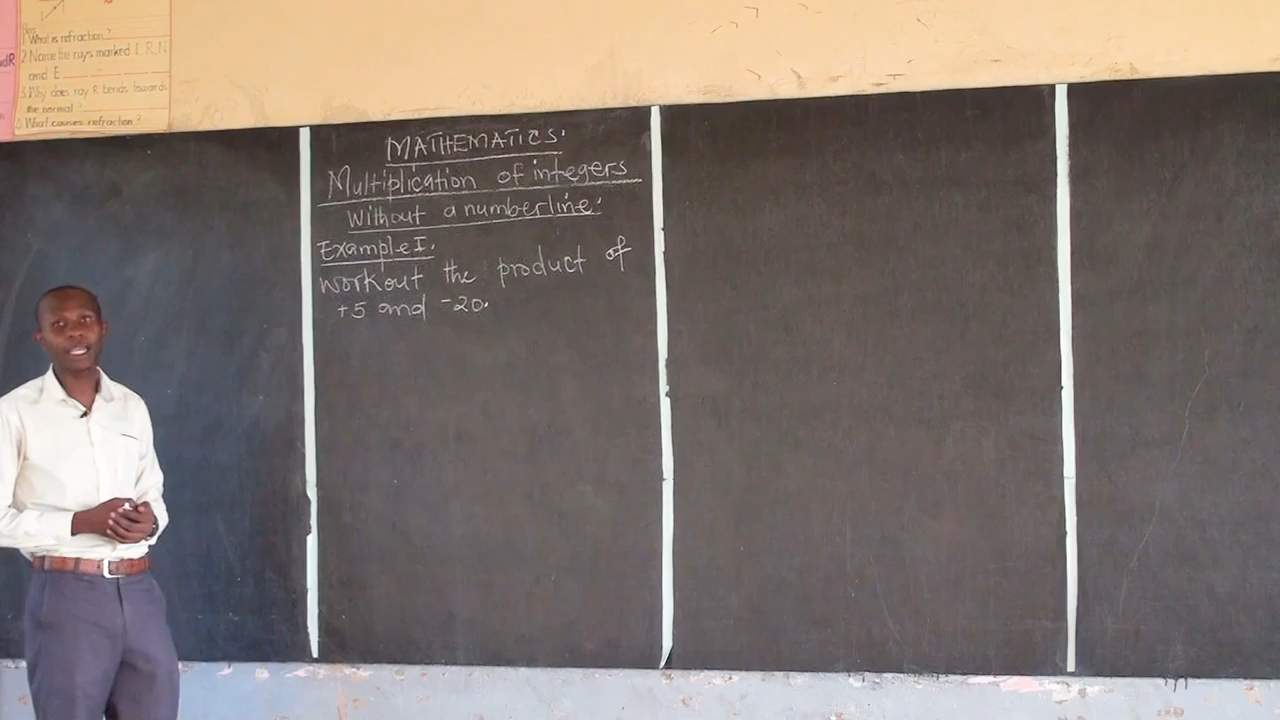 1 What is refraction?
2 Name the rays marked I, R, N
and E
3. Why does ray R bends towards
the normal?
What causes refraction?
MATHEMATICS.
Multiplication of integers
Without a numberline.
Example I.
Workout the product of
+5 and -20.